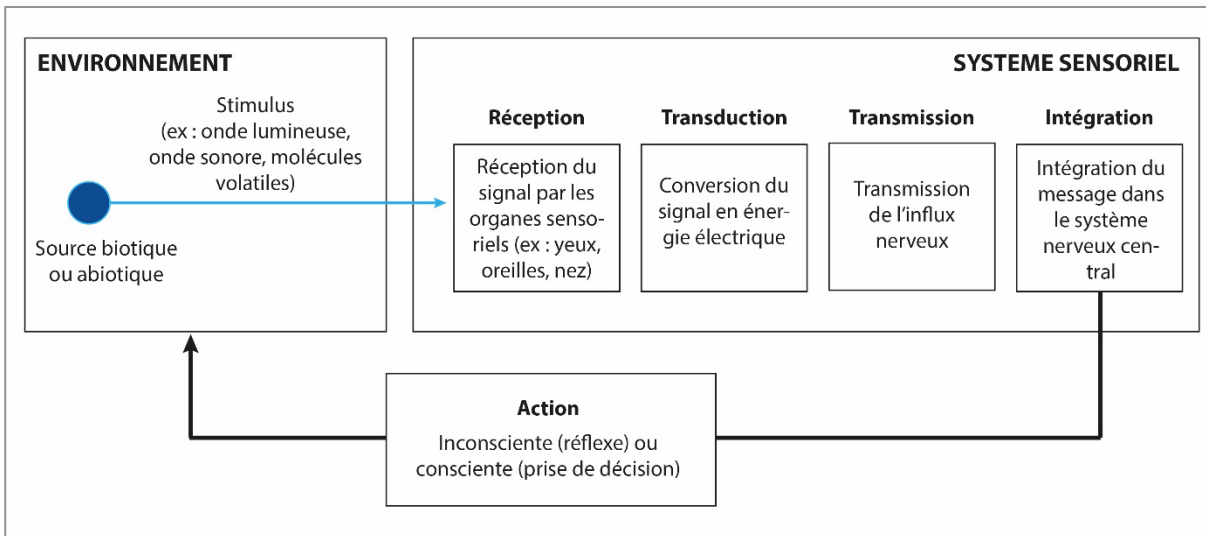 ENVIRONNEMENT
Stimulus
(ex : onde lumineuse,
onde sonore, molécules
volatiles)
Source biotique
ou abiotique
SYSTEME SENSORIEL
Réception
Réception du
signal par les
organes senso-
riels (ex : yeux,
oreilles, nez)
Transduction
Conversion du
signal en éner-
gie électrique
Transmission
Transmission
de l’influx
nerveux
Intégration
Intégration du
message dans
le système
nerveux cen-
tral
Action
Inconsciente (réflexe) ou
consciente (prise de décision)